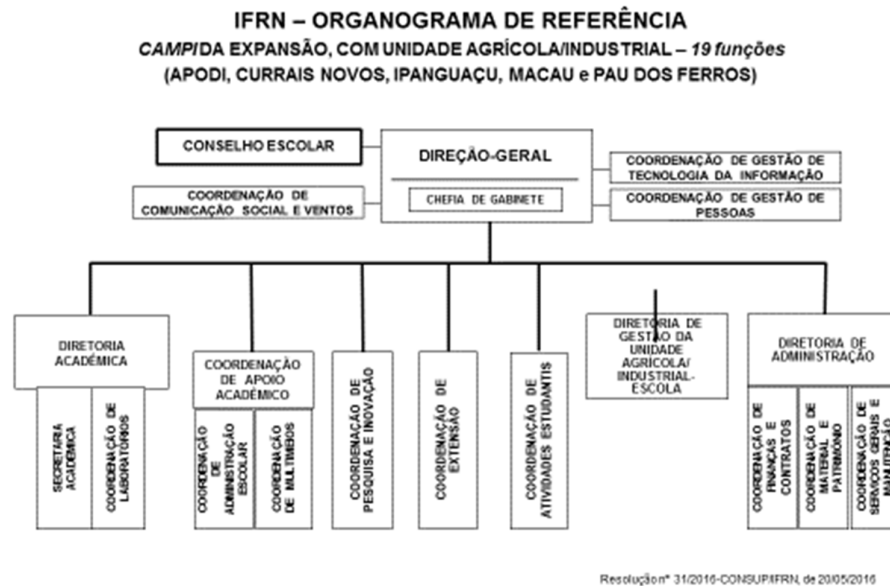 IFRN – ORGANOGRAMA DE REFERÊNCIA
CAMPI DA EXPANSÃO, COM UNIDADE AGRÍCOLA/INDUSTRIAL – 19 funções
(APODI, CURRAIS NOVOS, IPANGUAÇU, MACAU e PAU DOS FERROS)
CONSELHO ESCOLAR
DIREÇÃO-GERAL
CHEFIA DE GABINETE
COORDENAÇÃO DE GESTÃO DE
TECNOLOGIA DA INFORMAÇÃO
COORDENAÇÃO DE
COMUNICAÇÃO SOCIAL E VENTOS
COORDENAÇÃO DE GESTÃO DE
PESSOAS
DIRETORIA
ACADÊMICA
SECRETARIA
ACADÊMICA
COORDENAÇÃO DE
LABORATÓRIOS
COORDENAÇÃO
DE APOIO
ACADÊMICO
COORDENAÇÃO
DE
ADMINISTRAÇÃO
ESCOLAR
COORDENAÇÃO
DE MULTIMEIOS
COORDENAÇÃO DE
PESQUISA E INOVAÇÃO
COORDENAÇÃO DE
EXTENSÃO
COORDENAÇÃO DE
ATIVIDADES ESTUDANTIS
DIRETORIA DE
GESTÃO DA
UNIDADE
AGRÍCOLA/
INDUSTRIAL-
ESCOLA
DIRETORIA DE
ADMINISTRAÇÃO
COORDENAÇÃO DE
FINANÇAS E
CONTRATOS
COORDENAÇÃO DE
MATERIAL E
PATRIMÔNIO
COORDENAÇÃO DE
SERVIÇOS GERAIS E
MANUTENÇÃO
Resolução nº 31/2016-CONSUP/IFRN, de 20/05/2016